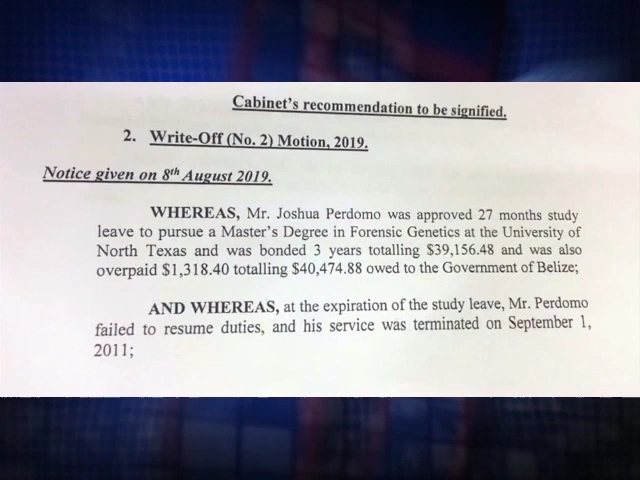 Cabinet's recommendation to be signified.
2. Write-Off (No. 2) Motion, 2019.
Notice given on 8th August 2019.
WHEREAS, Mr. Joshua Perdomo was approved 27 months study
leave to pursue a Master's Degree in Forensic Genetics at the University of
North Texas and was bonded 3 years totalling $39,156.48 and was also
overpaid $1,318.40 totalling $40,474.88 owed to the Government of Belize;
AND WHEREAS, at the expiration of the study leave, Mr. Perdomo
failed to resume duties, and his service was terminated on September 1,
2011;